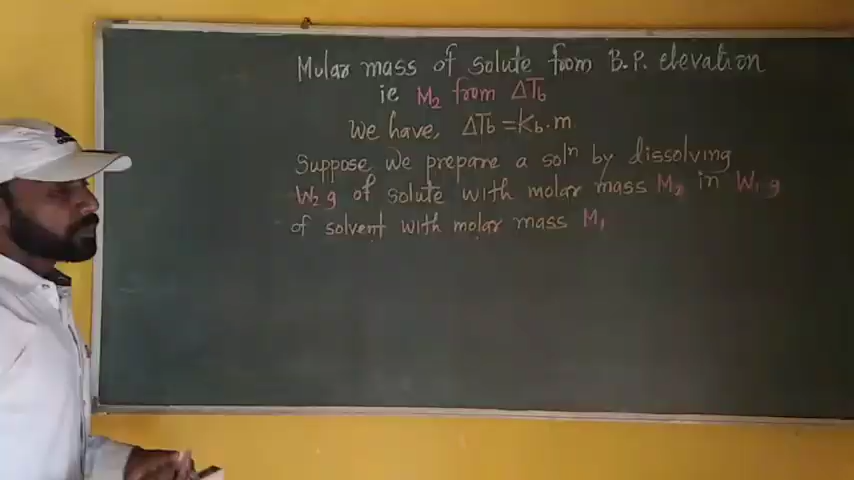 Molar mass of solute from B.P. elevation
ie M₂ from ΔTb
We have, ΔTb = Kb.m
Suppose we prepare a solⁿ by dissolving
W₂ g of solute with molar mass M₂ in W₁ g
of solvent with molar mass M₁